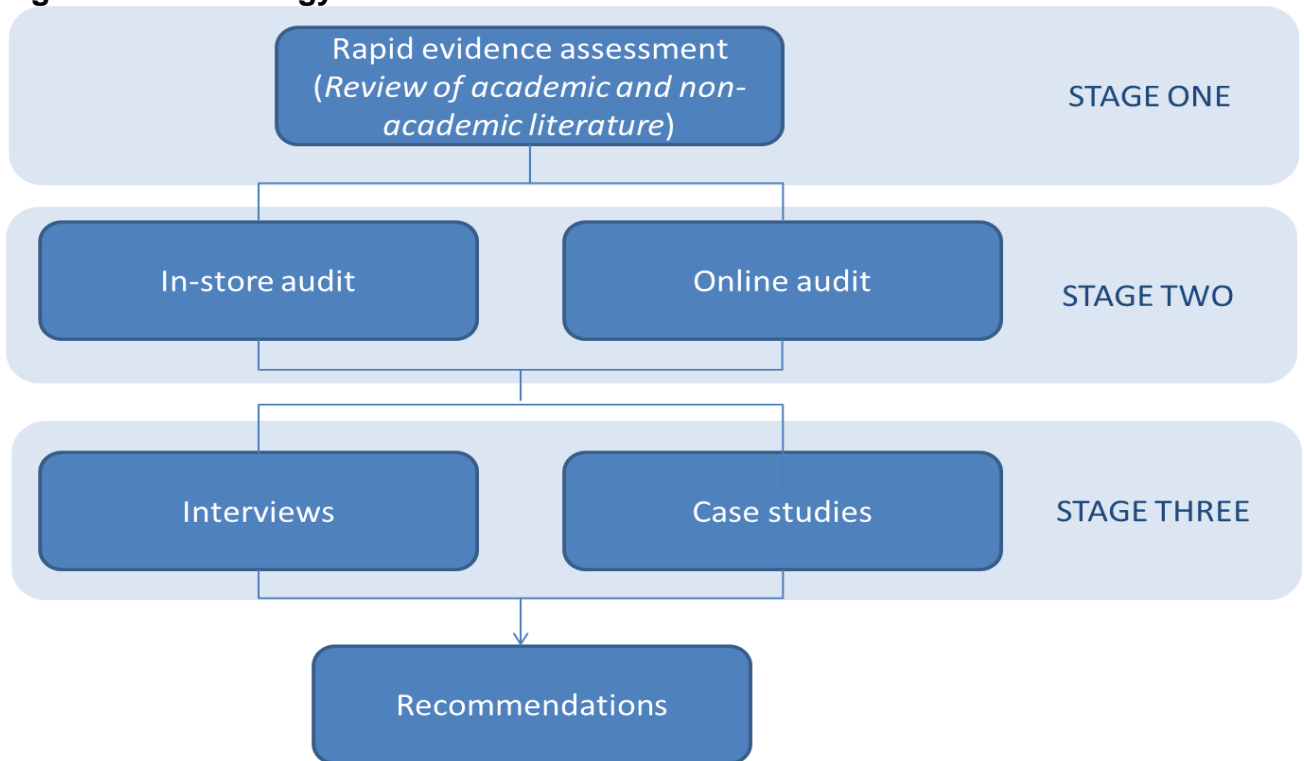 Rapid evidence assessment
(Review of academic and non-
academic literature)
STAGE ONE
In-store audit
Online audit
STAGE TWO
Interviews
Case studies
STAGE THREE
Recommendations